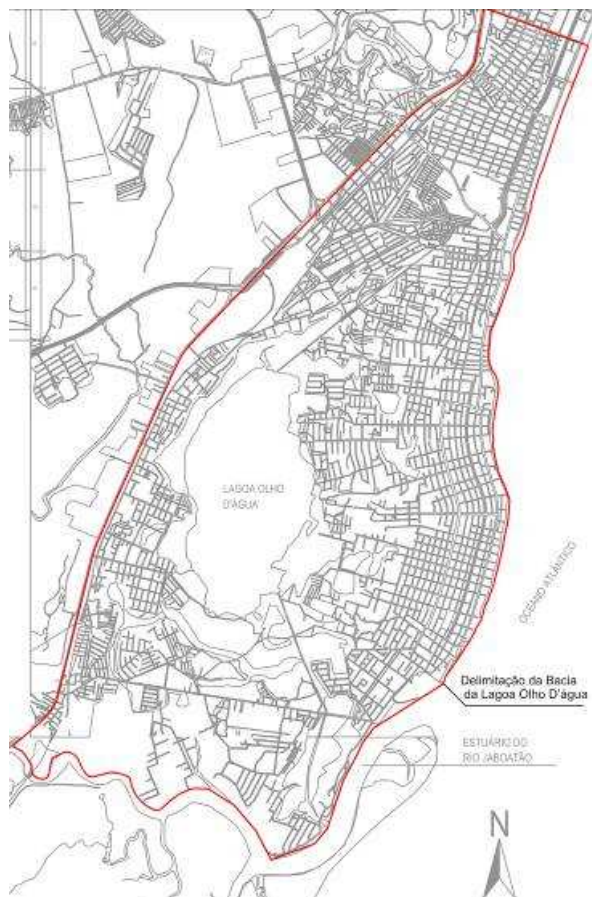 LAGOA OLHO
D'ÁGUA
OCEANO ATLÂNTICO
Delimitação da Bacia
da Lagoa Olho D'água
ESTUÁRIO DO
RIO JABOATÃO
N